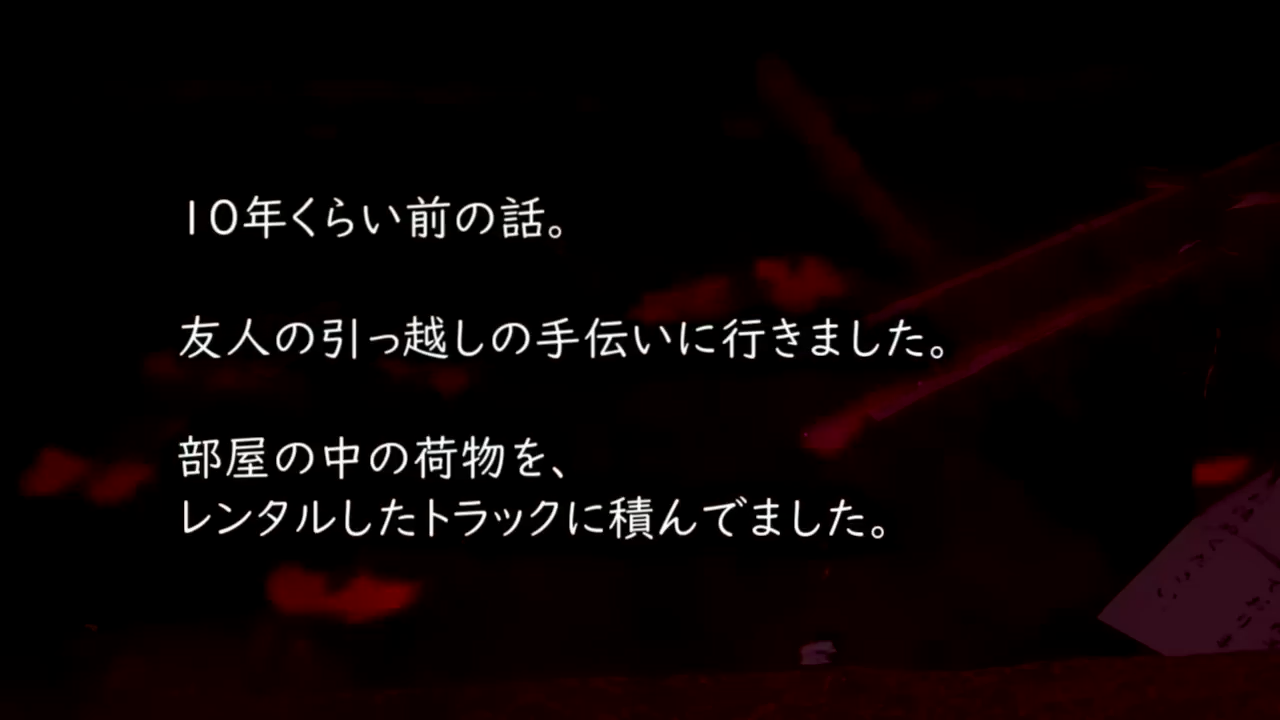 10年くらい前の話。
友人の引っ越しの手伝いに行きました。
部屋の中の荷物を、
レンタルしたトラックに積んでました。